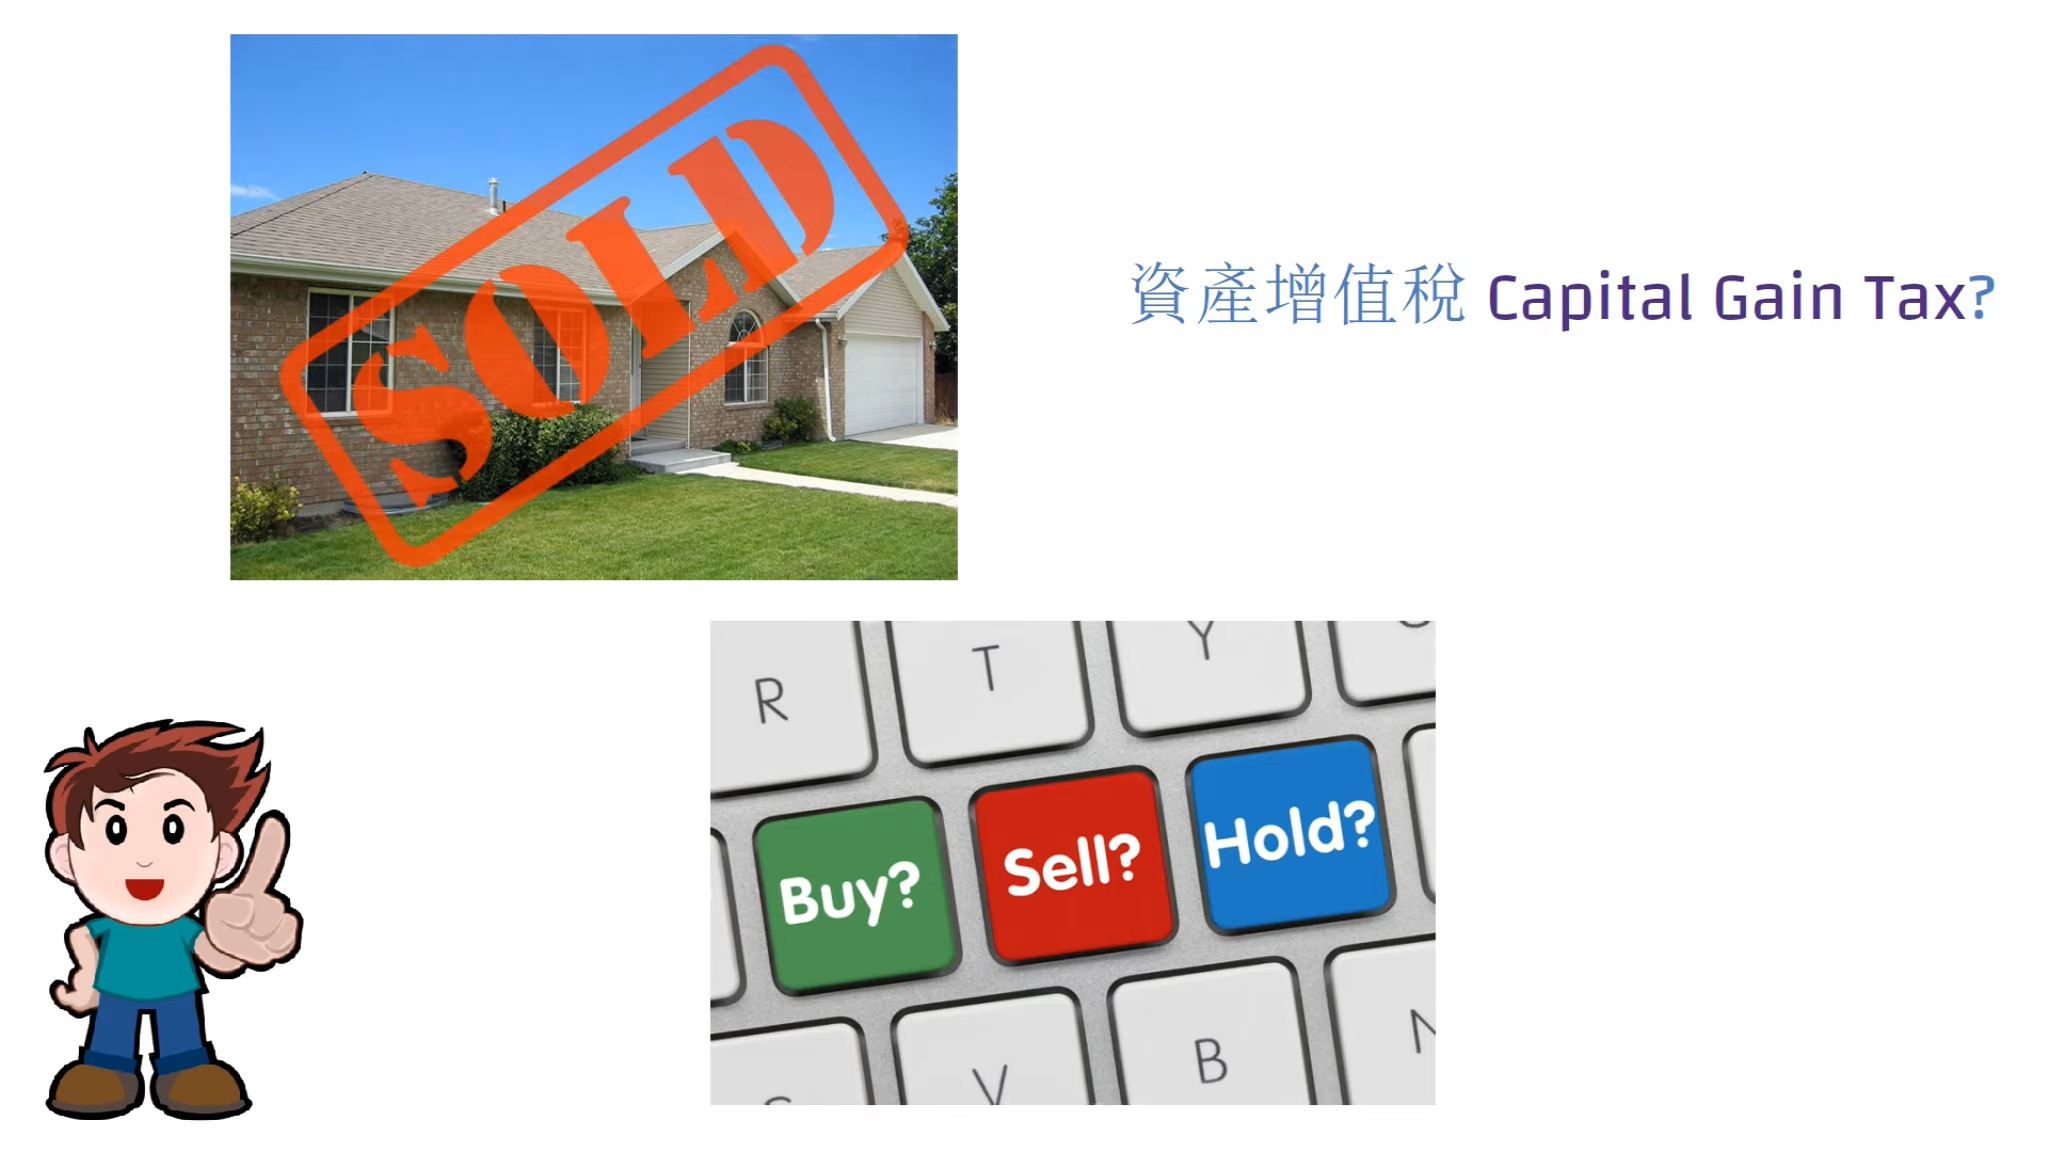 SOLD
資產增值稅 Capital Gain Tax?
R
T
Y
Buy?
Sell?
Hold?
V
B
N